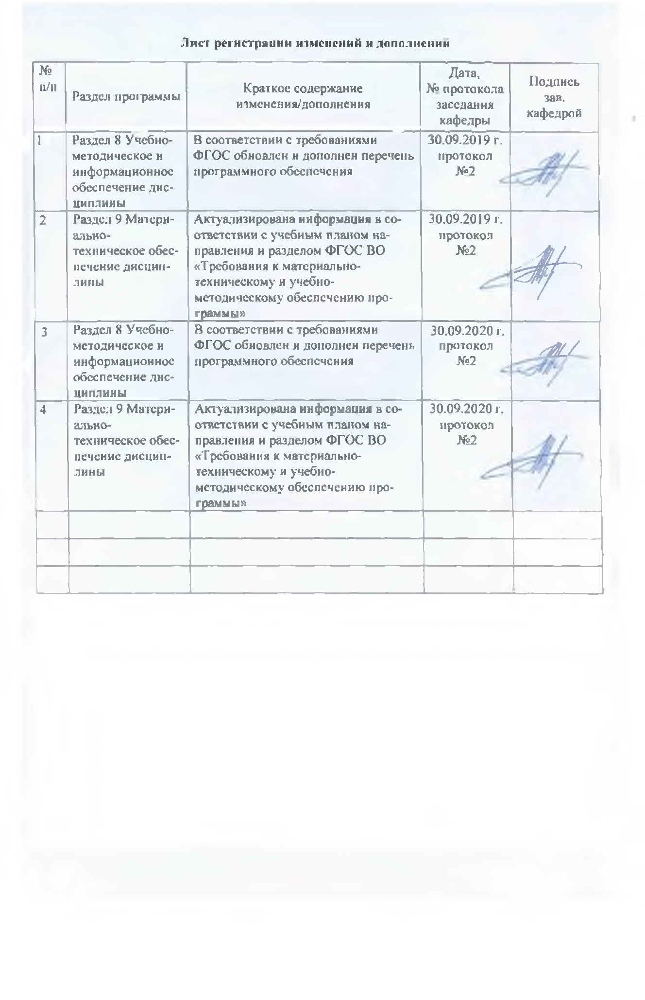 Лист регистрации изменений и дополнений
№
п/п
Раздел программы
Краткое содержание
изменения/дополнения
Дата,
№ протокола
заседания
кафедры
Подпись
зав.
кафедрой
1
Раздел 8 Учебно-
методическое и
информационное
обеспечение дис-
циплины
В соответствии с требованиями
ФГОС обновлен и дополнен перечень
программного обеспечения
30.09.2019 г.
протокол
№2
2
Раздел 9 Матери-
ально-
техническое обес-
печение дисцип-
лины
Актуализирована информация в со-
ответствии с учебным планом на-
правления и разделом ФГОС ВО
«Требования к материально-
техническому и учебно-
методическому обеспечению про-
граммы»
30.09.2019 г.
протокол
№2
3
Раздел 8 Учебно-
методическое и
информационное
обеспечение дис-
циплины
В соответствии с требованиями
ФГОС обновлен и дополнен перечень
программного обеспечения
30.09.2020 г.
протокол
№2
4
Раздел 9 Матери-
ально-
техническое обес-
печение дисцип-
лины
Актуализирована информация в со-
ответствии с учебным планом на-
правления и разделом ФГОС ВО
«Требования к материально-
техническому и учебно-
методическому обеспечению про-
граммы»
30.09.2020 г.
протокол
№2